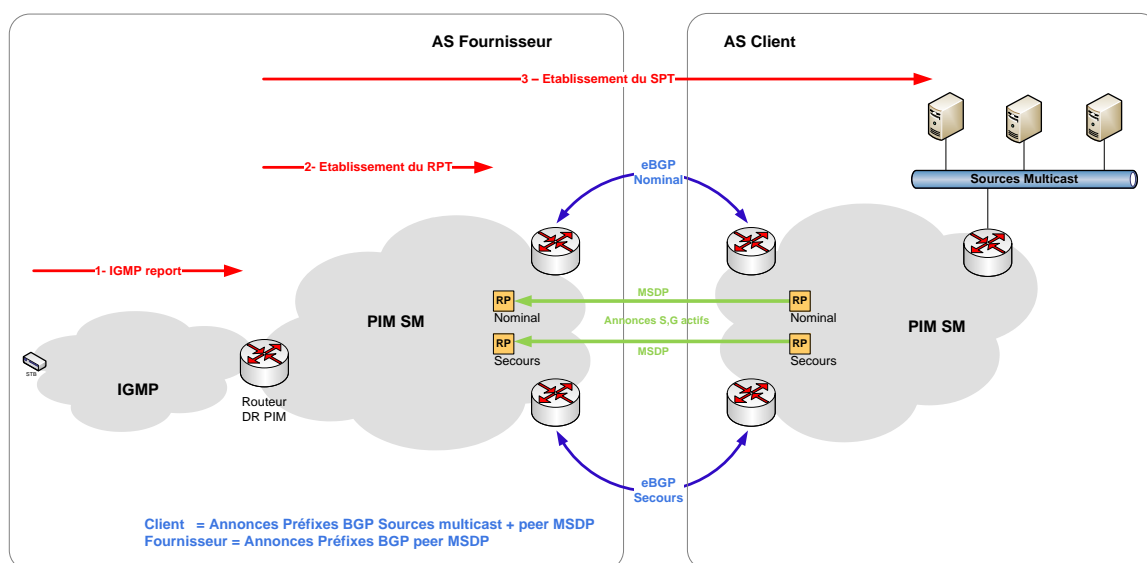 AS Fournisseur
AS Client
3 – Etablissement du SPT
2- Etablissement du RPT
eBGP
Nominal
Sources Multicast
1- IGMP report
RP
Nominal
MSDP
RP
Nominal
PIM SM
Annonces S,G actifs
PIM SM
RP
Secours
MSDP
RP
Secours
STB
IGMP
Routeur
DR PIM
eBGP
Secours
Client = Annonces Préfixes BGP Sources multicast + peer MSDP
Fournisseur = Annonces Préfixes BGP peer MSDP